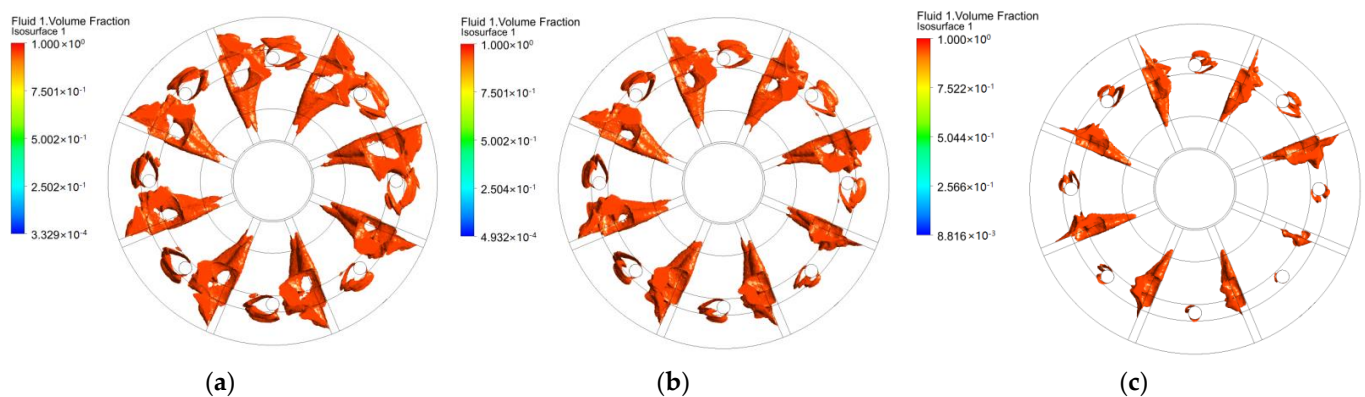 Fluid 1.Volume Fraction
Isosurface 1
1.000×10⁰
7.501×10⁻¹
5.002×10⁻¹
2.502×10⁻¹
3.329×10⁻⁴
(a)
Fluid 1.Volume Fraction
Isosurface 1
1.000×10⁰
7.501×10⁻¹
5.002×10⁻¹
2.504×10⁻¹
4.932×10⁻⁴
(b)
Fluid 1.Volume Fraction
Isosurface 1
1.000×10⁰
7.522×10⁻¹
5.044×10⁻¹
2.566×10⁻¹
8.816×10⁻³
(c)